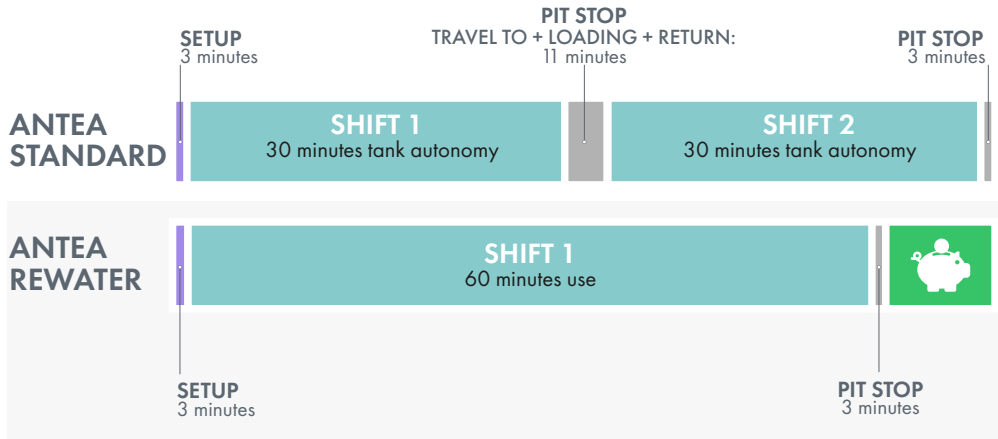 PIT STOP
TRAVEL TO + LOADING + RETURN:
11 minutes
SETUP
3 minutes
PIT STOP
3 minutes
ANTEA
STANDARD
SHIFT 1
30 minutes tank autonomy
SHIFT 2
30 minutes tank autonomy
ANTEA
REWATER
SHIFT 1
60 minutes use
SETUP
3 minutes
PIT STOP
3 minutes